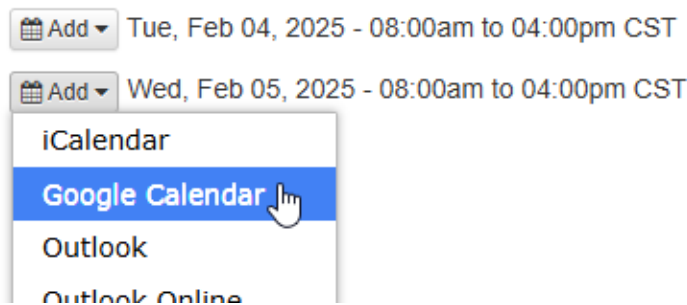 Add Tue, Feb 04, 2025 - 08:00am to 04:00pm CST
Add Wed, Feb 05, 2025 - 08:00am to 04:00pm CST
iCalendar
Google Calendar
Outlook
Outlook Online